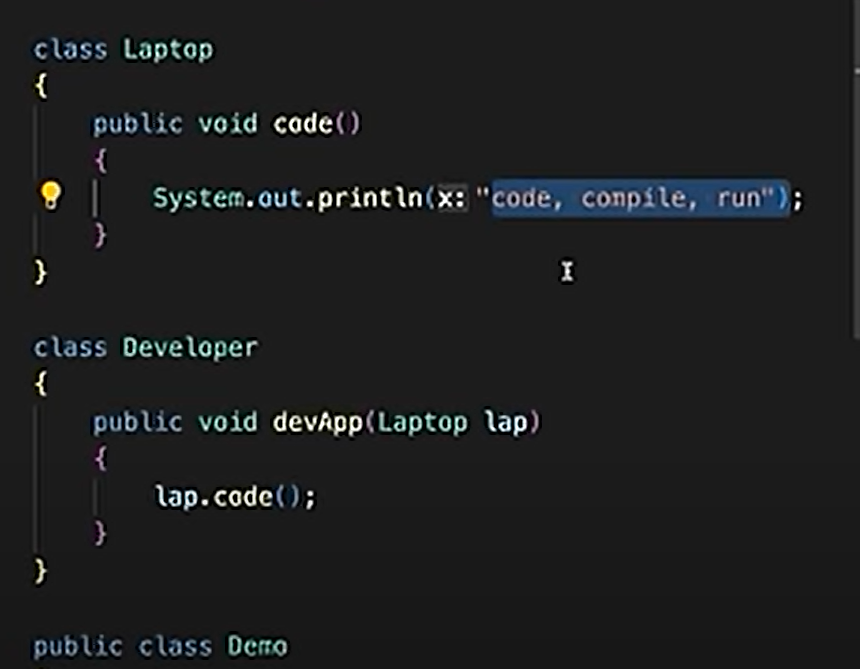 class Laptop
{
    public void code()
    {
        System.out.println(x: "code, compile, run");
    }
}
class Developer
{
    public void devApp(Laptop lap)
    {
        lap.code();
    }
}
public class Demo